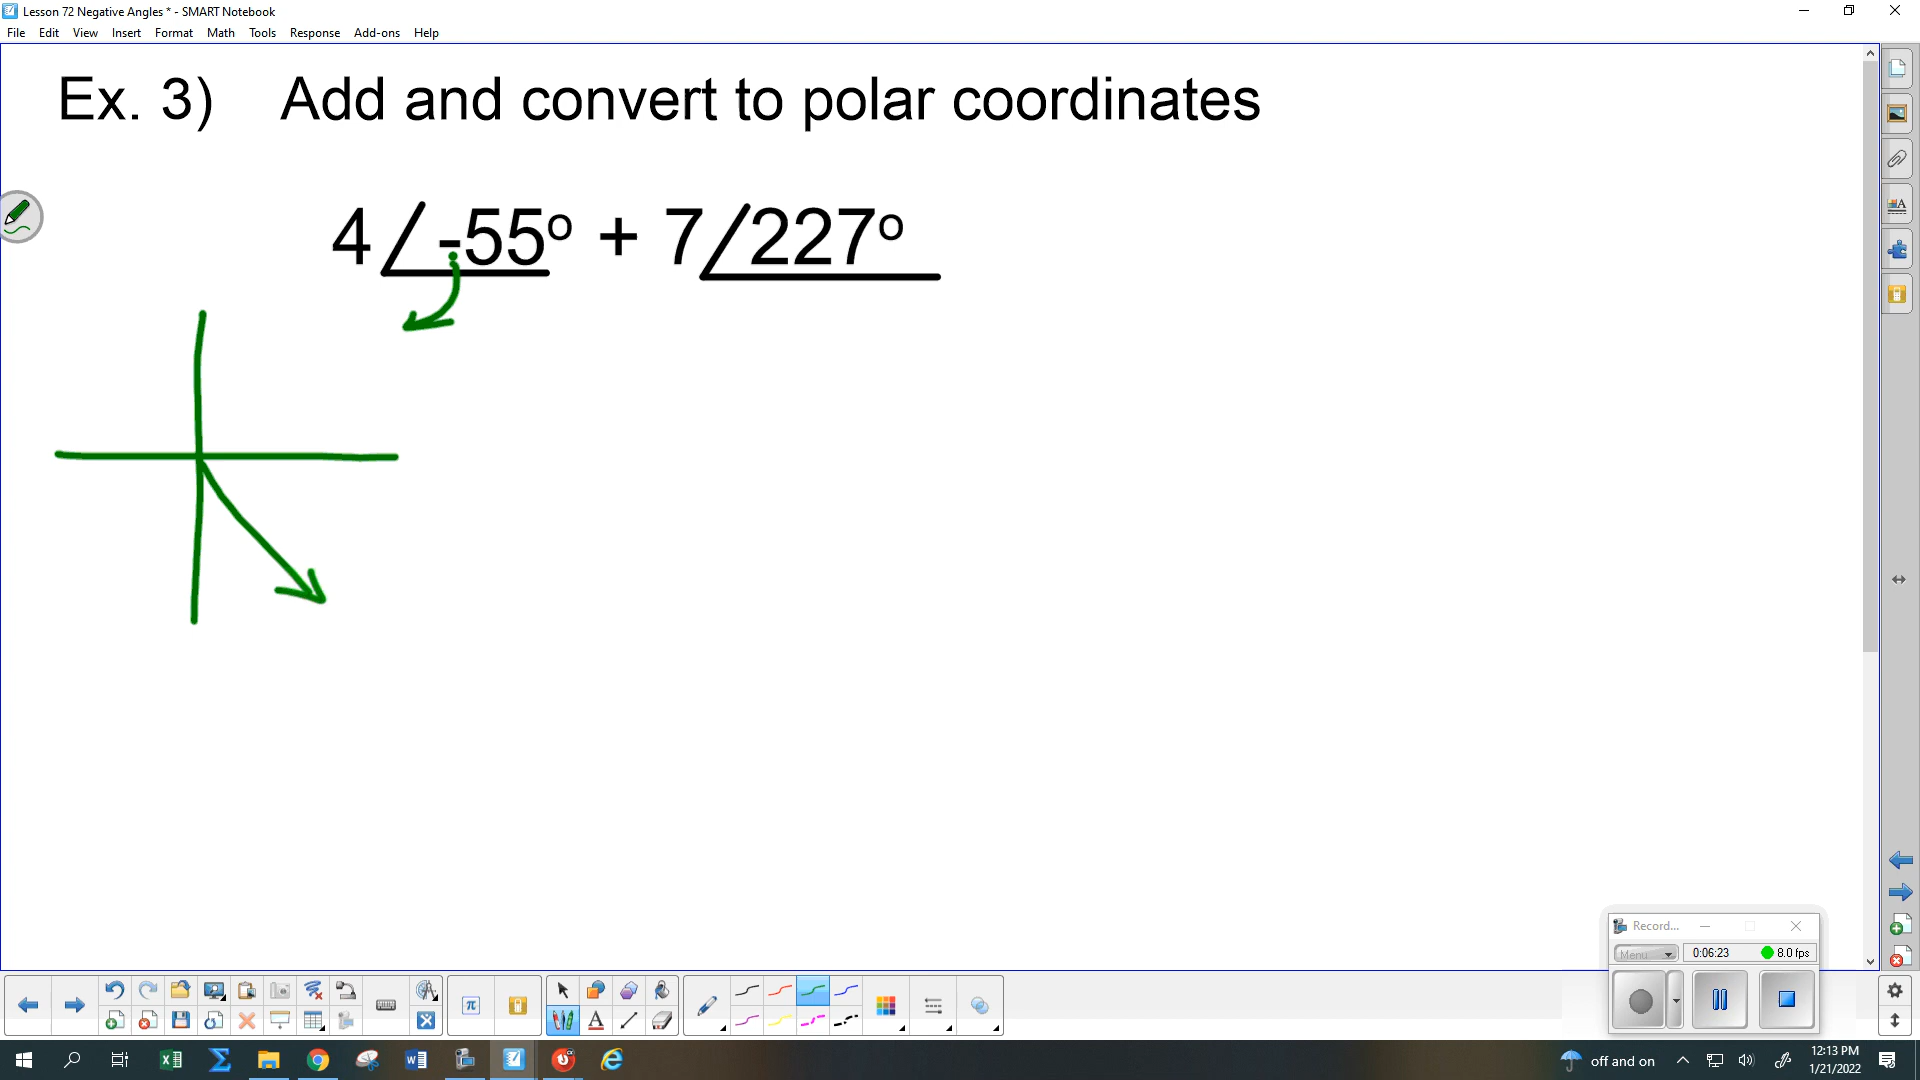 Lesson 72 Negative Angles * - SMART Notebook
File Edit View Insert Format Math Tools Response Add-ons Help
Ex. 3) Add and convert to polar coordinates
4∠-55° + 7∠227°
Record...
Menu 0:06:23 8.0 fps
off and on
12:13 PM
1/21/2022